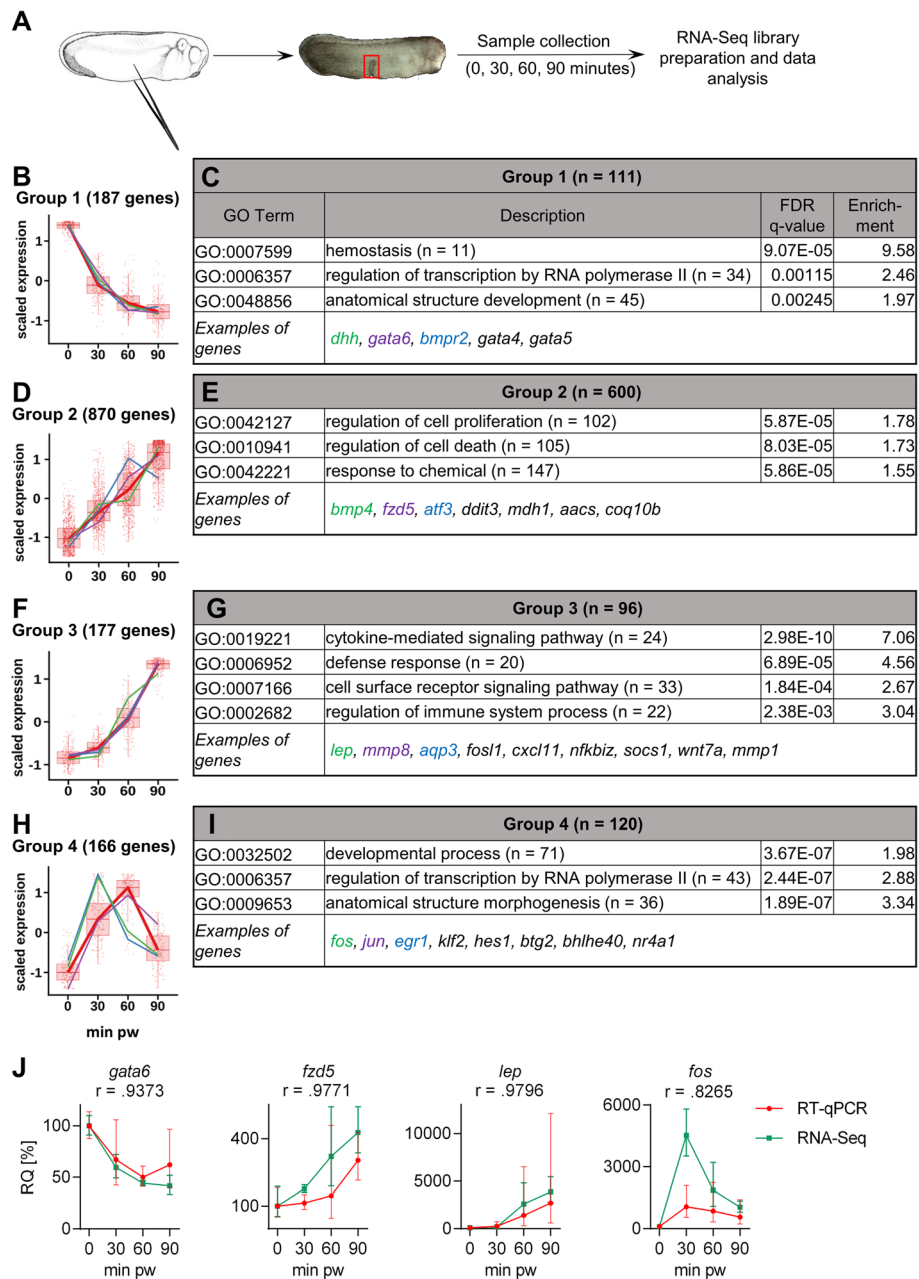 A
Sample collection
(0, 30, 60, 90 minutes)
RNA-Seq library
preparation and data
analysis
B
Group 1 (187 genes)
scaled expression
1
0
-1
0 30 60 90
C
Group 1 (n = 111)
GO Term Description FDR q-value Enrich-ment
GO:0007599 hemostasis (n = 11) 9.07E-05 9.58
GO:0006357 regulation of transcription by RNA polymerase II (n = 34) 0.00115 2.46
GO:0048856 anatomical structure development (n = 45) 0.00245 1.97
Examples of genes dhh, gata6, bmpr2, gata4, gata5
D
Group 2 (870 genes)
scaled expression
1
0
-1
0 30 60 90
E
Group 2 (n = 600)
GO:0042127 regulation of cell proliferation (n = 102) 5.87E-05 1.78
GO:0010941 regulation of cell death (n = 105) 8.03E-05 1.73
GO:0042221 response to chemical (n = 147) 5.86E-05 1.55
Examples of genes bmp4, fzd5, atf3, ddit3, mdh1, aacs, coq10b
F
Group 3 (177 genes)
scaled expression
1
0
-1
0 30 60 90
G
Group 3 (n = 96)
GO:0019221 cytokine-mediated signaling pathway (n = 24) 2.98E-10 7.06
GO:0006952 defense response (n = 20) 6.89E-05 4.56
GO:0007166 cell surface receptor signaling pathway (n = 33) 1.84E-04 2.67
GO:0002682 regulation of immune system process (n = 22) 2.38E-03 3.04
Examples of genes lep, mmp8, aqp3, fosl1, cxcl11, nfkbiz, socs1, wnt7a, mmp1
H
Group 4 (166 genes)
scaled expression
1
0
-1
0 30 60 90
min pw
I
Group 4 (n = 120)
GO:0032502 developmental process (n = 71) 3.67E-07 1.98
GO:0006357 regulation of transcription by RNA polymerase II (n = 43) 2.44E-07 2.88
GO:0009653 anatomical structure morphogenesis (n = 36) 1.89E-07 3.34
Examples of genes fos, jun, egr1, klf2, hes1, btg2, bhlhe40, nr4a1
J
gata6
r = .9373
RQ [%]
100
50
0
0 30 60 90
min pw
fzd5
r = .9771
400
100
0 30 60 90
min pw
lep
r = .9796
10000
5000
0
0 30 60 90
min pw
fos
r = .8265
6000
3000
0
0 30 60 90
min pw
RT-qPCR
RNA-Seq